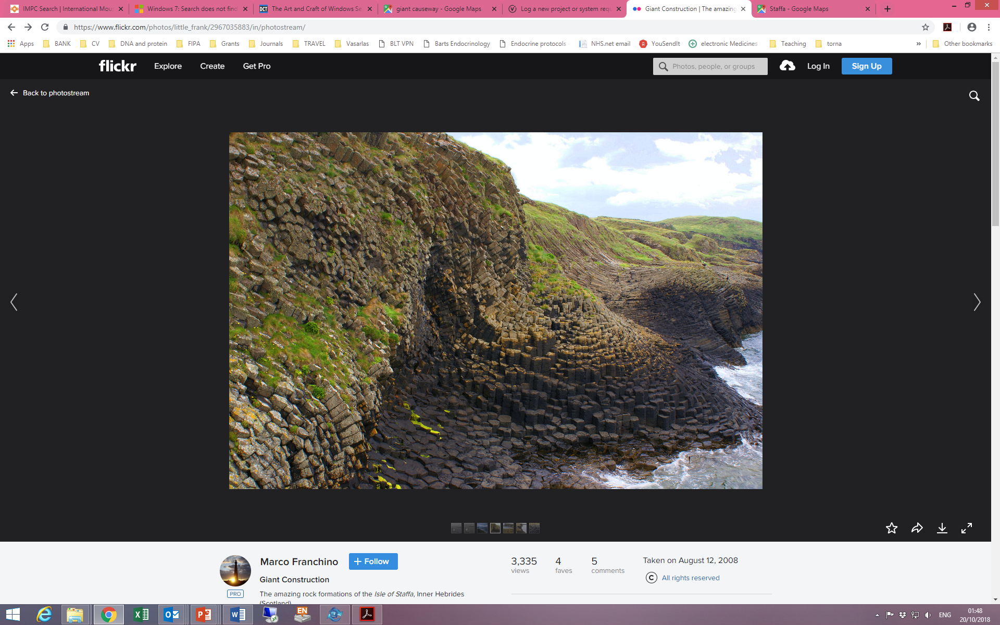 IMPC Search | International Mou
Windows 7: Search does not find
The Art and Craft of Windows Se
giant causeway - Google Maps
Log a new project or system requ
Giant Construction | The amazing
Staffa - Google Maps
https://www.flickr.com/photos/little_frank/2967035883/in/photostream/
Apps BANK CV DNA and protein FIPA Grants Journals TRAVEL Vasarlas BLT VPN Barts Endocrinology Endocrine protocols NHS.net email YouSendIt electronic Medicines Teaching torna » Other bookmarks
flickr Explore Create Get Pro Photos, people, or groups Log In Sign Up
Back to photostream
Marco Franchino + Follow
Giant Construction
PRO
The amazing rock formations of the Isle of Staffa, Inner Hebrides
(Scotland)
3,335 views
4 faves
5 comments
Taken on August 12, 2008
All rights reserved
EN
ENG
01:48
20/10/2018